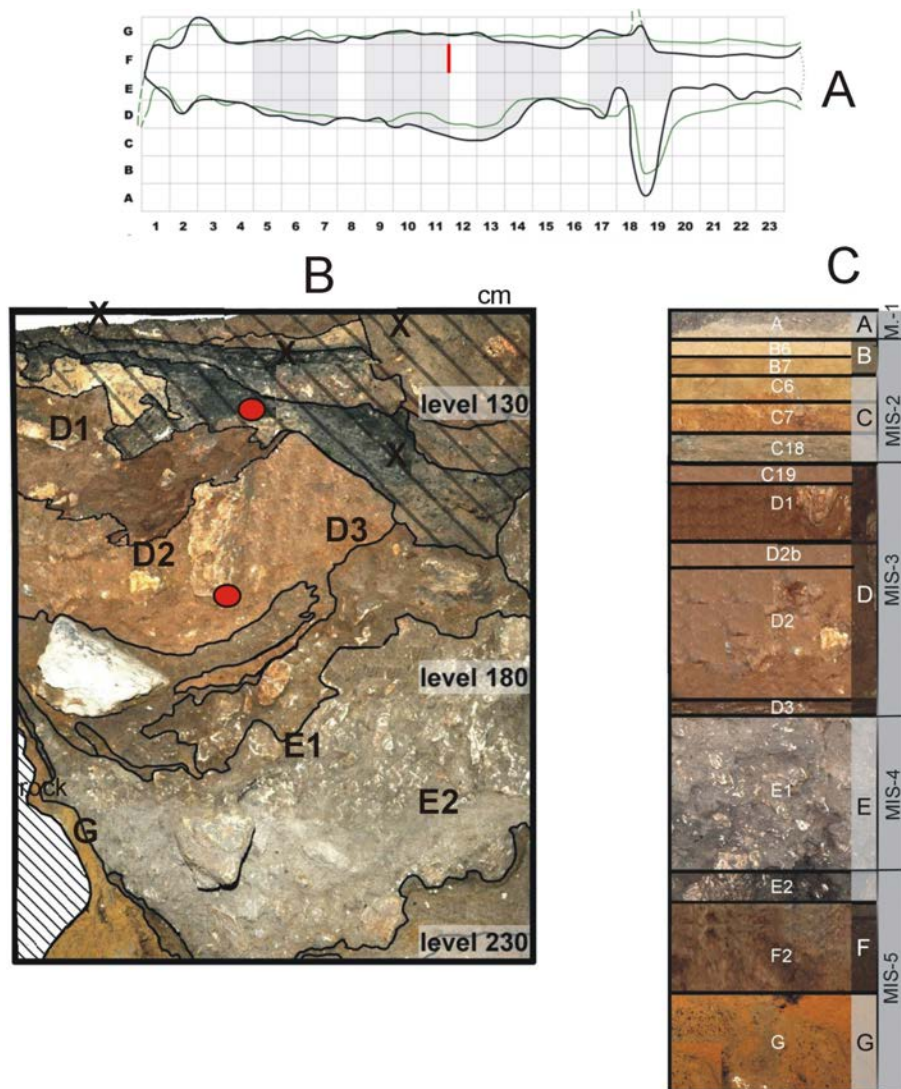 G
F
E
D
C
B
A
1 2 3 4 5 6 7 8 9 10 11 12 13 14 15 16 17 18 19 20 21 22 23
A
B
C
cm
X
X
X
level 130
D1
X
D2
D3
level 180
E1
E2
rock
G
level 230
A A M.-1
B6 B
B7
C6
C7 C
C18
MIS-2
C19
D1
D2b
D2 D
D3
MIS-3
E1 E
MIS-4
E2
F2 F
MIS-5
G G